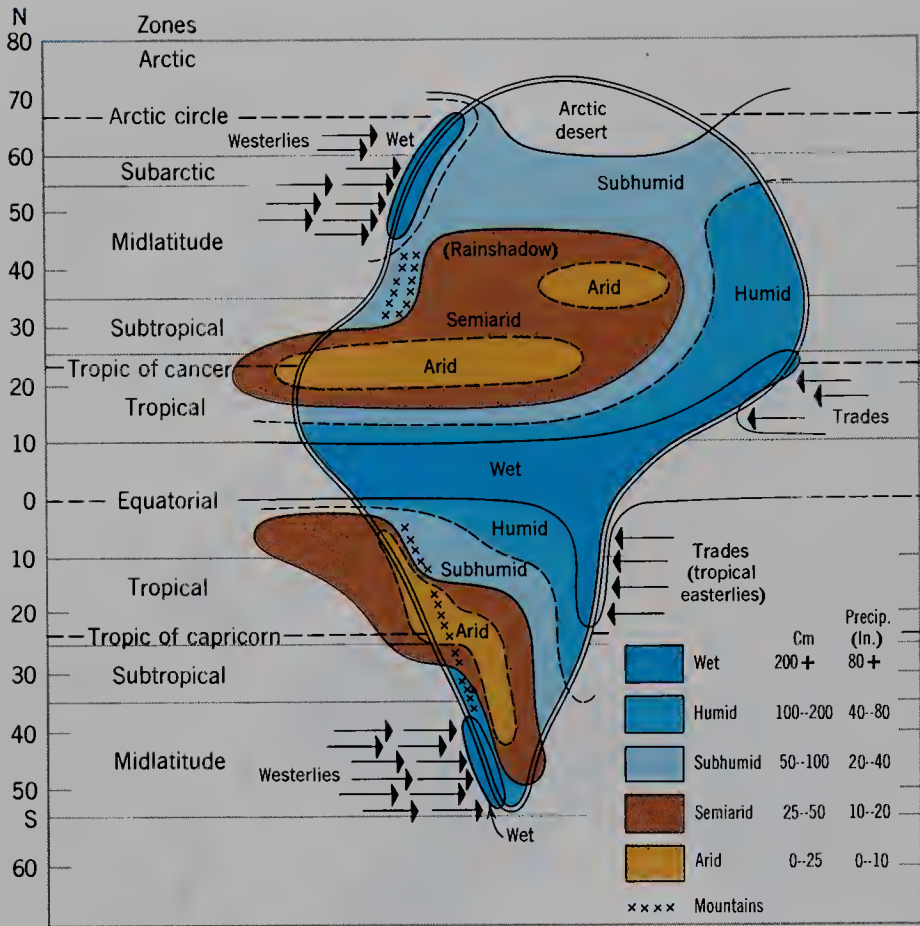 N
Zones
80
Arctic
70
Arctic circle
Arctic desert
Westerlies
Wet
60
Subarctic
Subhumid
50
Midlatitude
(Rainshadow)
40
Arid
Humid
30
Subtropical
Semiarid
Tropic of cancer
Arid
20
Tropical
Trades
10
Wet
0
Equatorial
Humid
10
Subhumid
Trades
(tropical
easterlies)
Tropical
20
Arid
Tropic of capricorn
Cm
Precip.
(In.)
30
Subtropical
Wet 200+ 80+
40
Humid 100--200 40--80
Midlatitude
Westerlies
Subhumid 50--100 20--40
50
S
Wet
Semiarid 25--50 10--20
60
Arid 0--25 0--10
xxxx Mountains